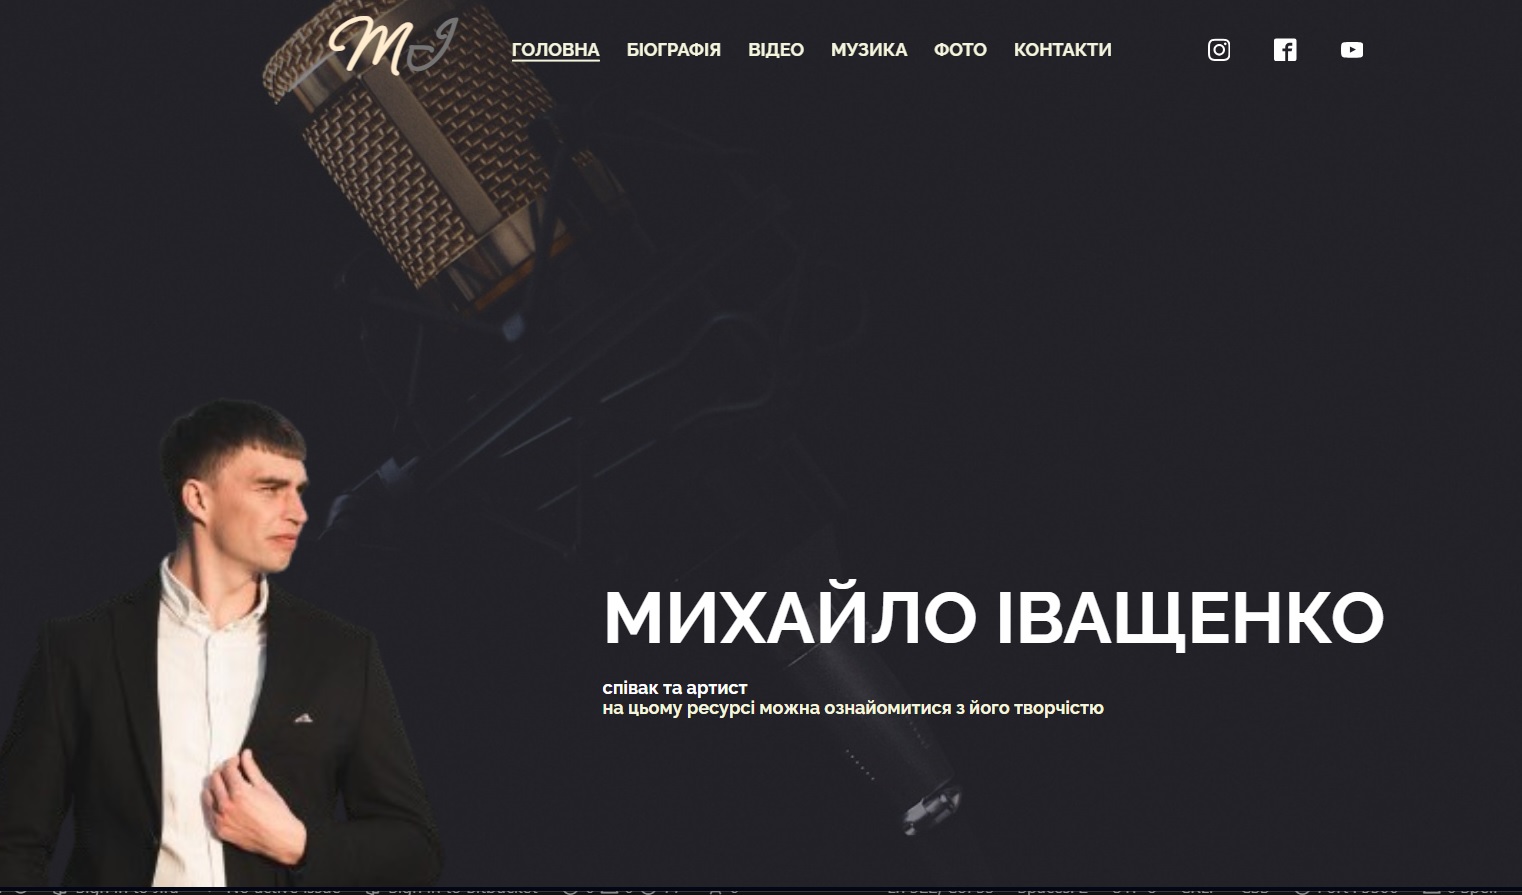 MI
ГОЛОВНА БІОГРАФІЯ ВІДЕО МУЗИКА ФОТО КОНТАКТИ
МИХАЙЛО ІВАЩЕНКО
співак та артист
на цьому ресурсі можна ознайомитися з його творчістю